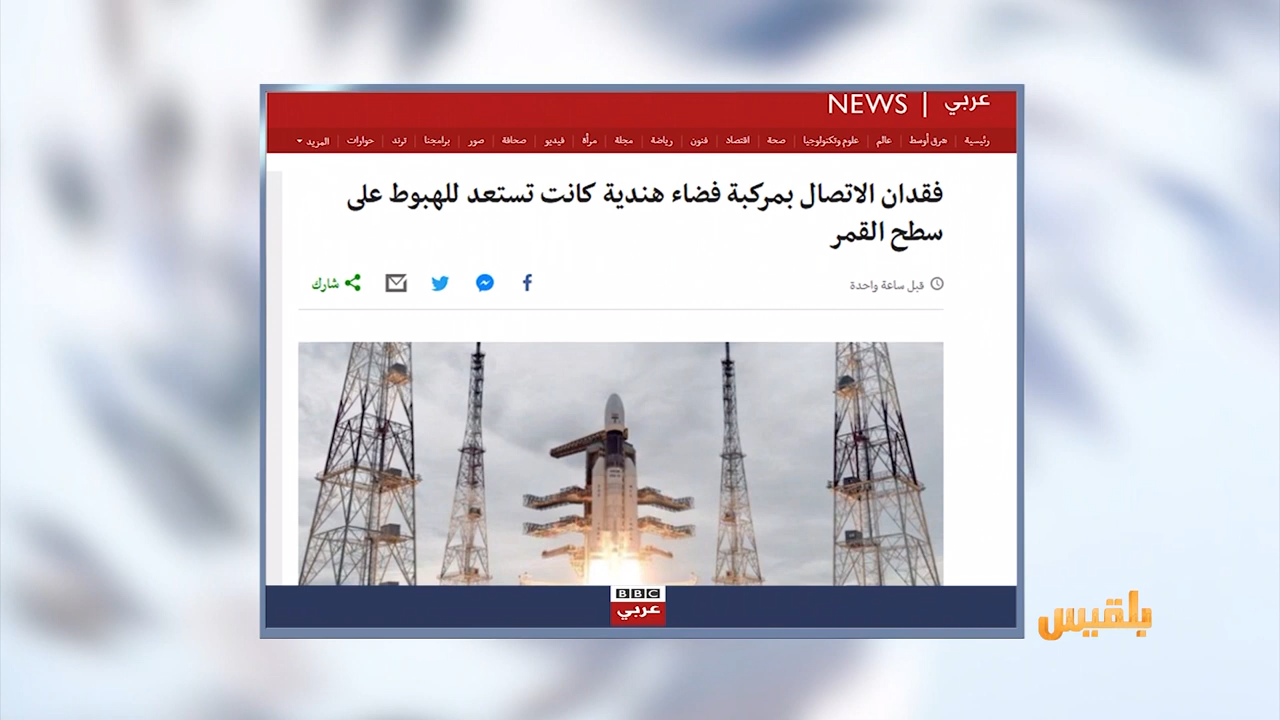 NEWS | عربي
رئيسية شرق أوسط عالم علوم وتكنولوجيا صحة اقتصاد فنون رياضة مجلة مرأة فيديو صحافة صور برامجنا ترند حوارات المزيد
فقدان الاتصال بمركبة فضاء هندية كانت تستعد للهبوط على
سطح القمر
قبل ساعة واحدة
شارك
BBC
عربي
بلقيس